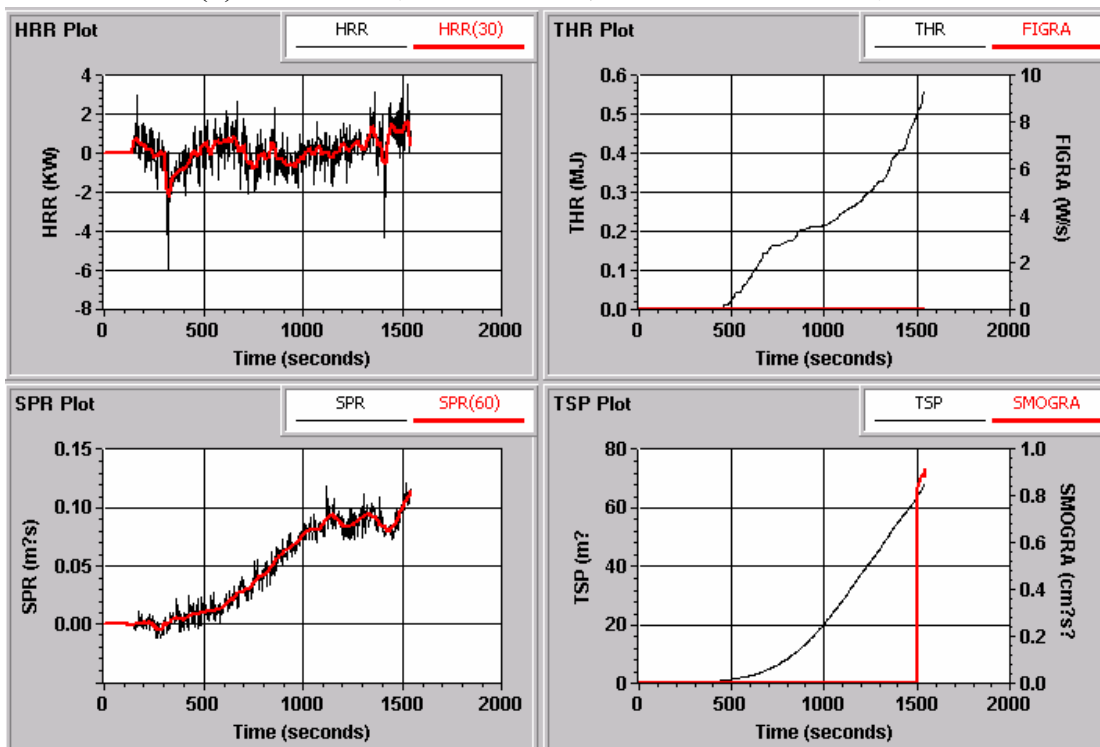 HRR Plot
HRR HRR(30)
4
2
0
-2
-4
-6
-8
HRR (KW)
0 500 1000 1500 2000
Time (seconds)
THR Plot
THR FIGRA
0.6
0.5
0.4
0.3
0.2
0.1
0.0
THR (MJ)
10
8
6
4
2
0
FIGRA (W/s)
0 500 1000 1500 2000
Time (seconds)
SPR Plot
SPR SPR(60)
0.15
0.10
0.05
0.00
SPR (m?s)
0 500 1000 1500 2000
Time (seconds)
TSP Plot
TSP SMOGRA
80
60
40
20
0
TSP (m?
1.0
0.8
0.6
0.4
0.2
0.0
SMOGRA (cm?s?
0 500 1000 1500 2000
Time (seconds)